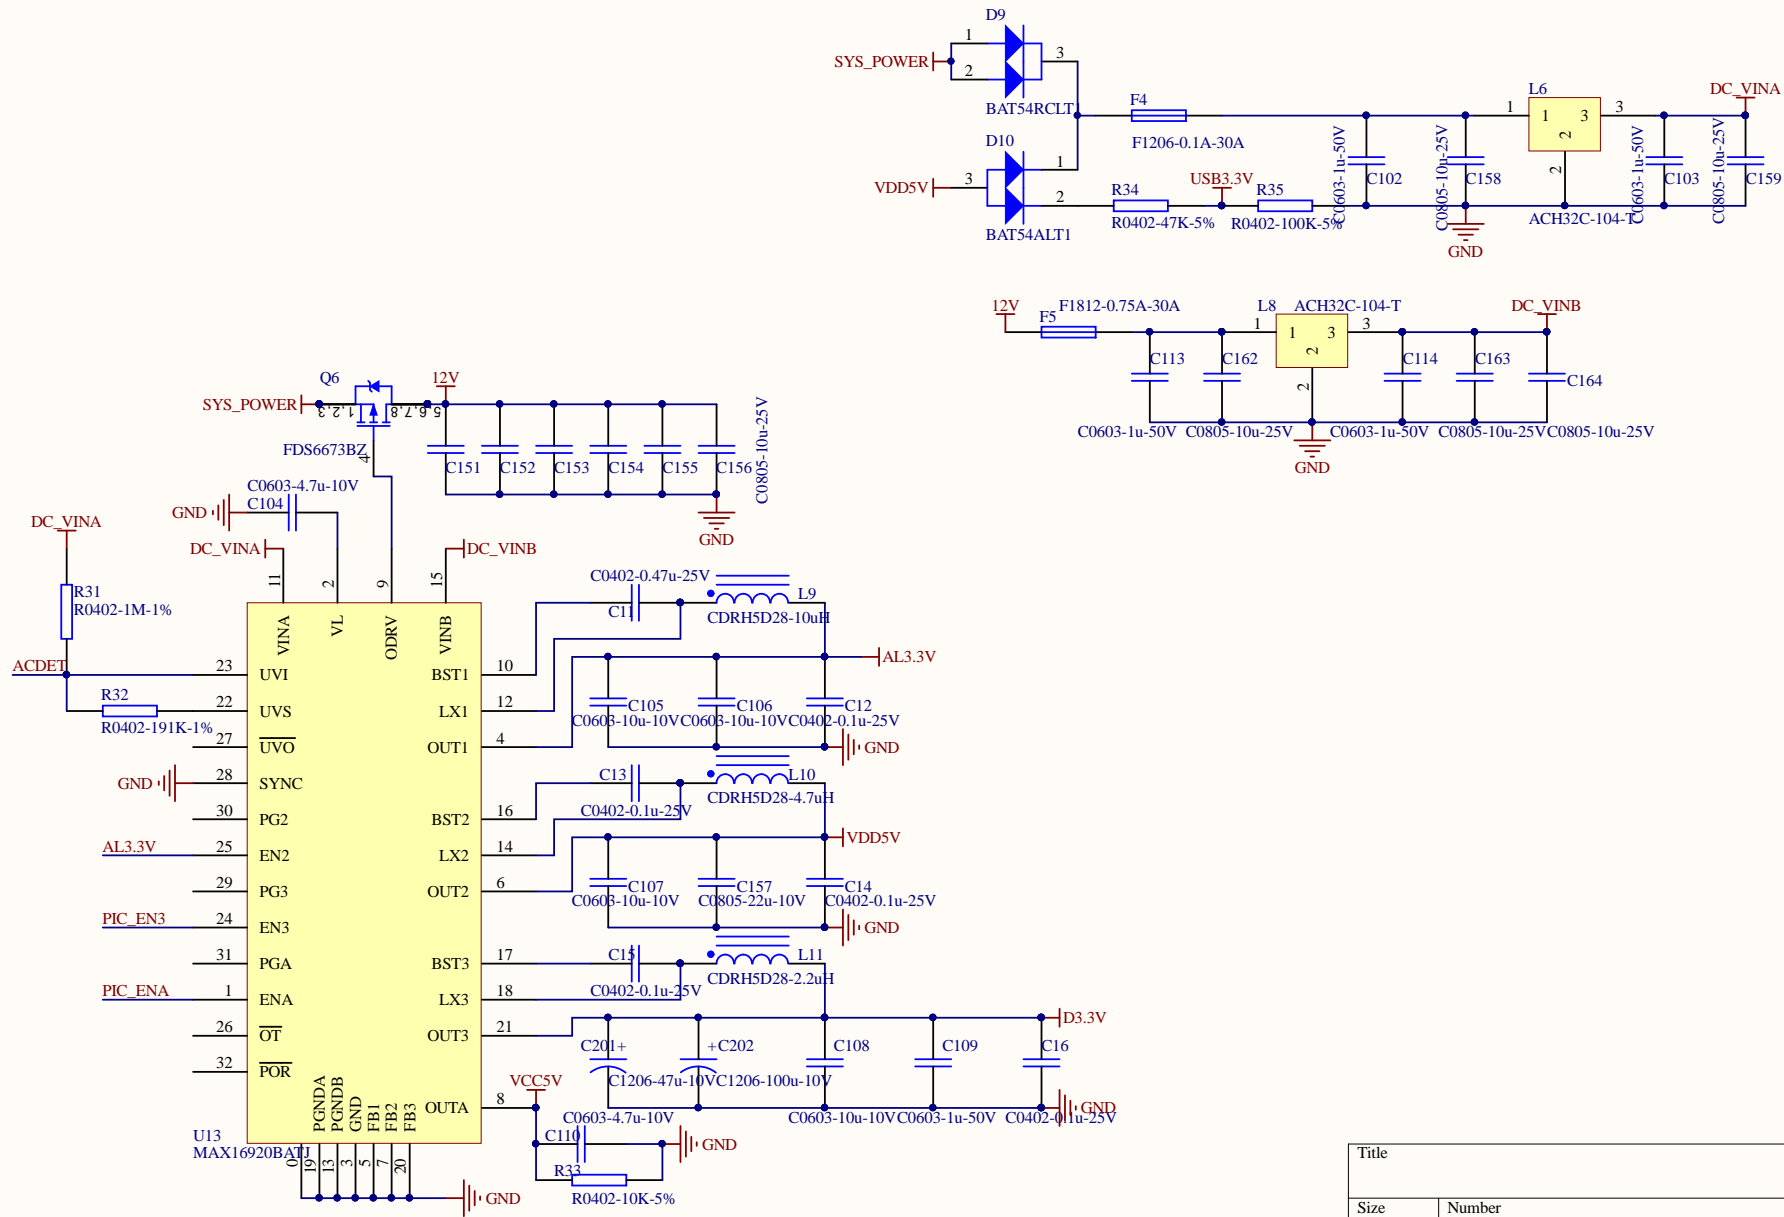 D9
SYS_POWER
1
2
3
BAT54RCLT1
D10
VDD5V
3
1
2
BAT54ALT1
F4
F1206-0.1A-30A
R34
R0402-47K-5%
USB3.3V
R35
R0402-100K-5%
C0603-1u-50V
C102
C0805-10u-25V
C158
GND
L6
1
1
3
3
2
2
ACH32C-104-T
C0603-1u-50V
C103
DC_VINA
C0805-10u-25V
C159
12V
F5
F1812-0.75A-30A
L8
ACH32C-104-T
1
1
3
3
2
2
DC_VINB
C113
C162
C114
C163
C164
C0603-1u-50V
C0805-10u-25V
C0603-1u-50V
C0805-10u-25V
C0805-10u-25V
GND
Q6
12V
SYS_POWER
1,2,3
5,6,7,8
FDS6673BZ
4
C151
C152
C153
C154
C155
C156
C0805-10u-25V
GND
C0603-4.7u-10V
C104
GND
DC_VINA
DC_VINA
DC_VINB
11
2
9
15
R31
R0402-1M-1%
VINA
VL
ODRV
VINB
ACDET
23
UVI
R32
22
UVS
R0402-191K-1%
27
UVO
GND
28
SYNC
30
PG2
AL3.3V
25
EN2
29
PG3
PIC_EN3
24
EN3
31
PGA
PIC_ENA
1
ENA
26
OT
32
POR
BST1
10
LX1
12
OUT1
4
BST2
16
LX2
14
OUT2
6
BST3
17
LX3
18
OUT3
21
OUTA
8
PGNDA
PGNDB
GND
FB1
FB2
FB3
U13
MAX16920BATJ
0
19
13
3
5
7
20
GND
C0402-0.47u-25V
C11
L9
CDRH5D28-10uH
AL3.3V
C105
C106
C12
C0603-10u-10V
C0603-10u-10V
C0402-0.1u-25V
GND
C13
L10
CDRH5D28-4.7uH
C0402-0.1u-25V
VDD5V
C107
C157
C14
C0603-10u-10V
C0805-22u-10V
C0402-0.1u-25V
GND
C15
L11
CDRH5D28-2.2uH
C0402-0.1u-25V
D3.3V
C201+
+C202
C108
C109
C16
C1206-47u-10V
C1206-100u-10V
VCC5V
C0603-4.7u-10V
C0603-10u-10V
C0603-1u-50V
C0402-0.1u-25V
GND
C110
GND
R33
R0402-10K-5%
Title
Size
Number